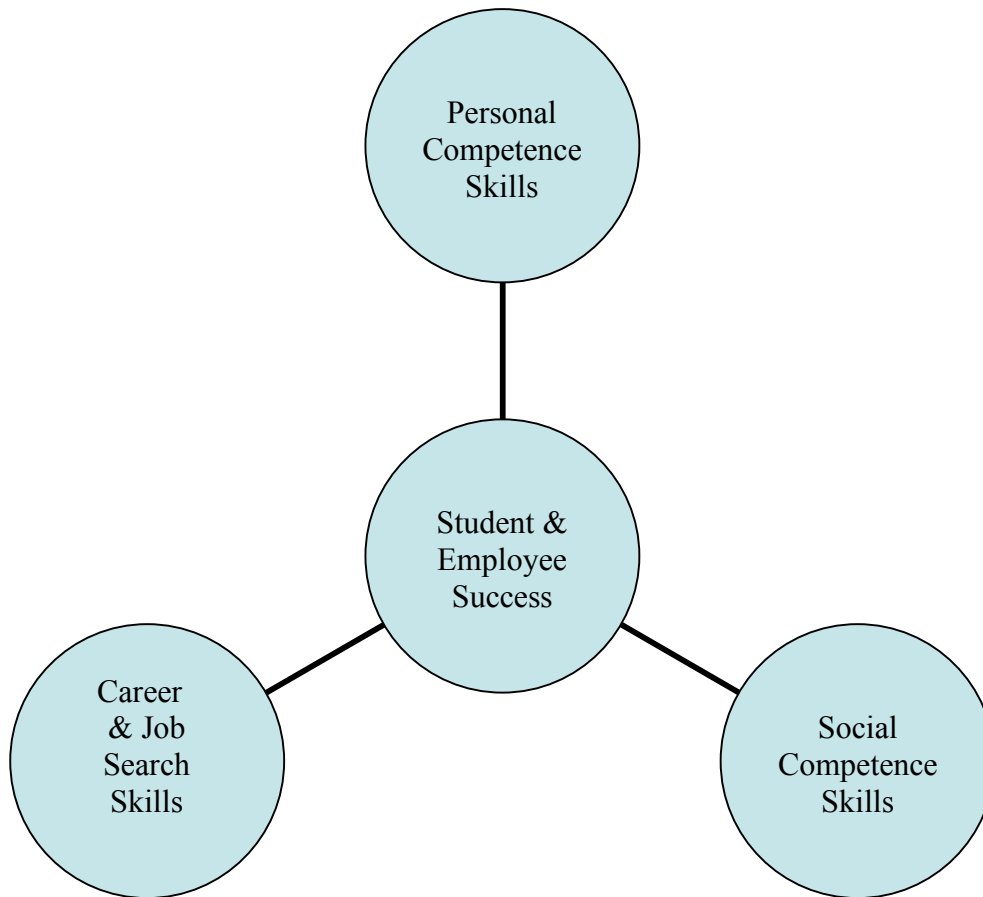 Personal
Competence
Skills
Student &
Employee
Success
Career
& Job
Search
Skills
Social
Competence
Skills